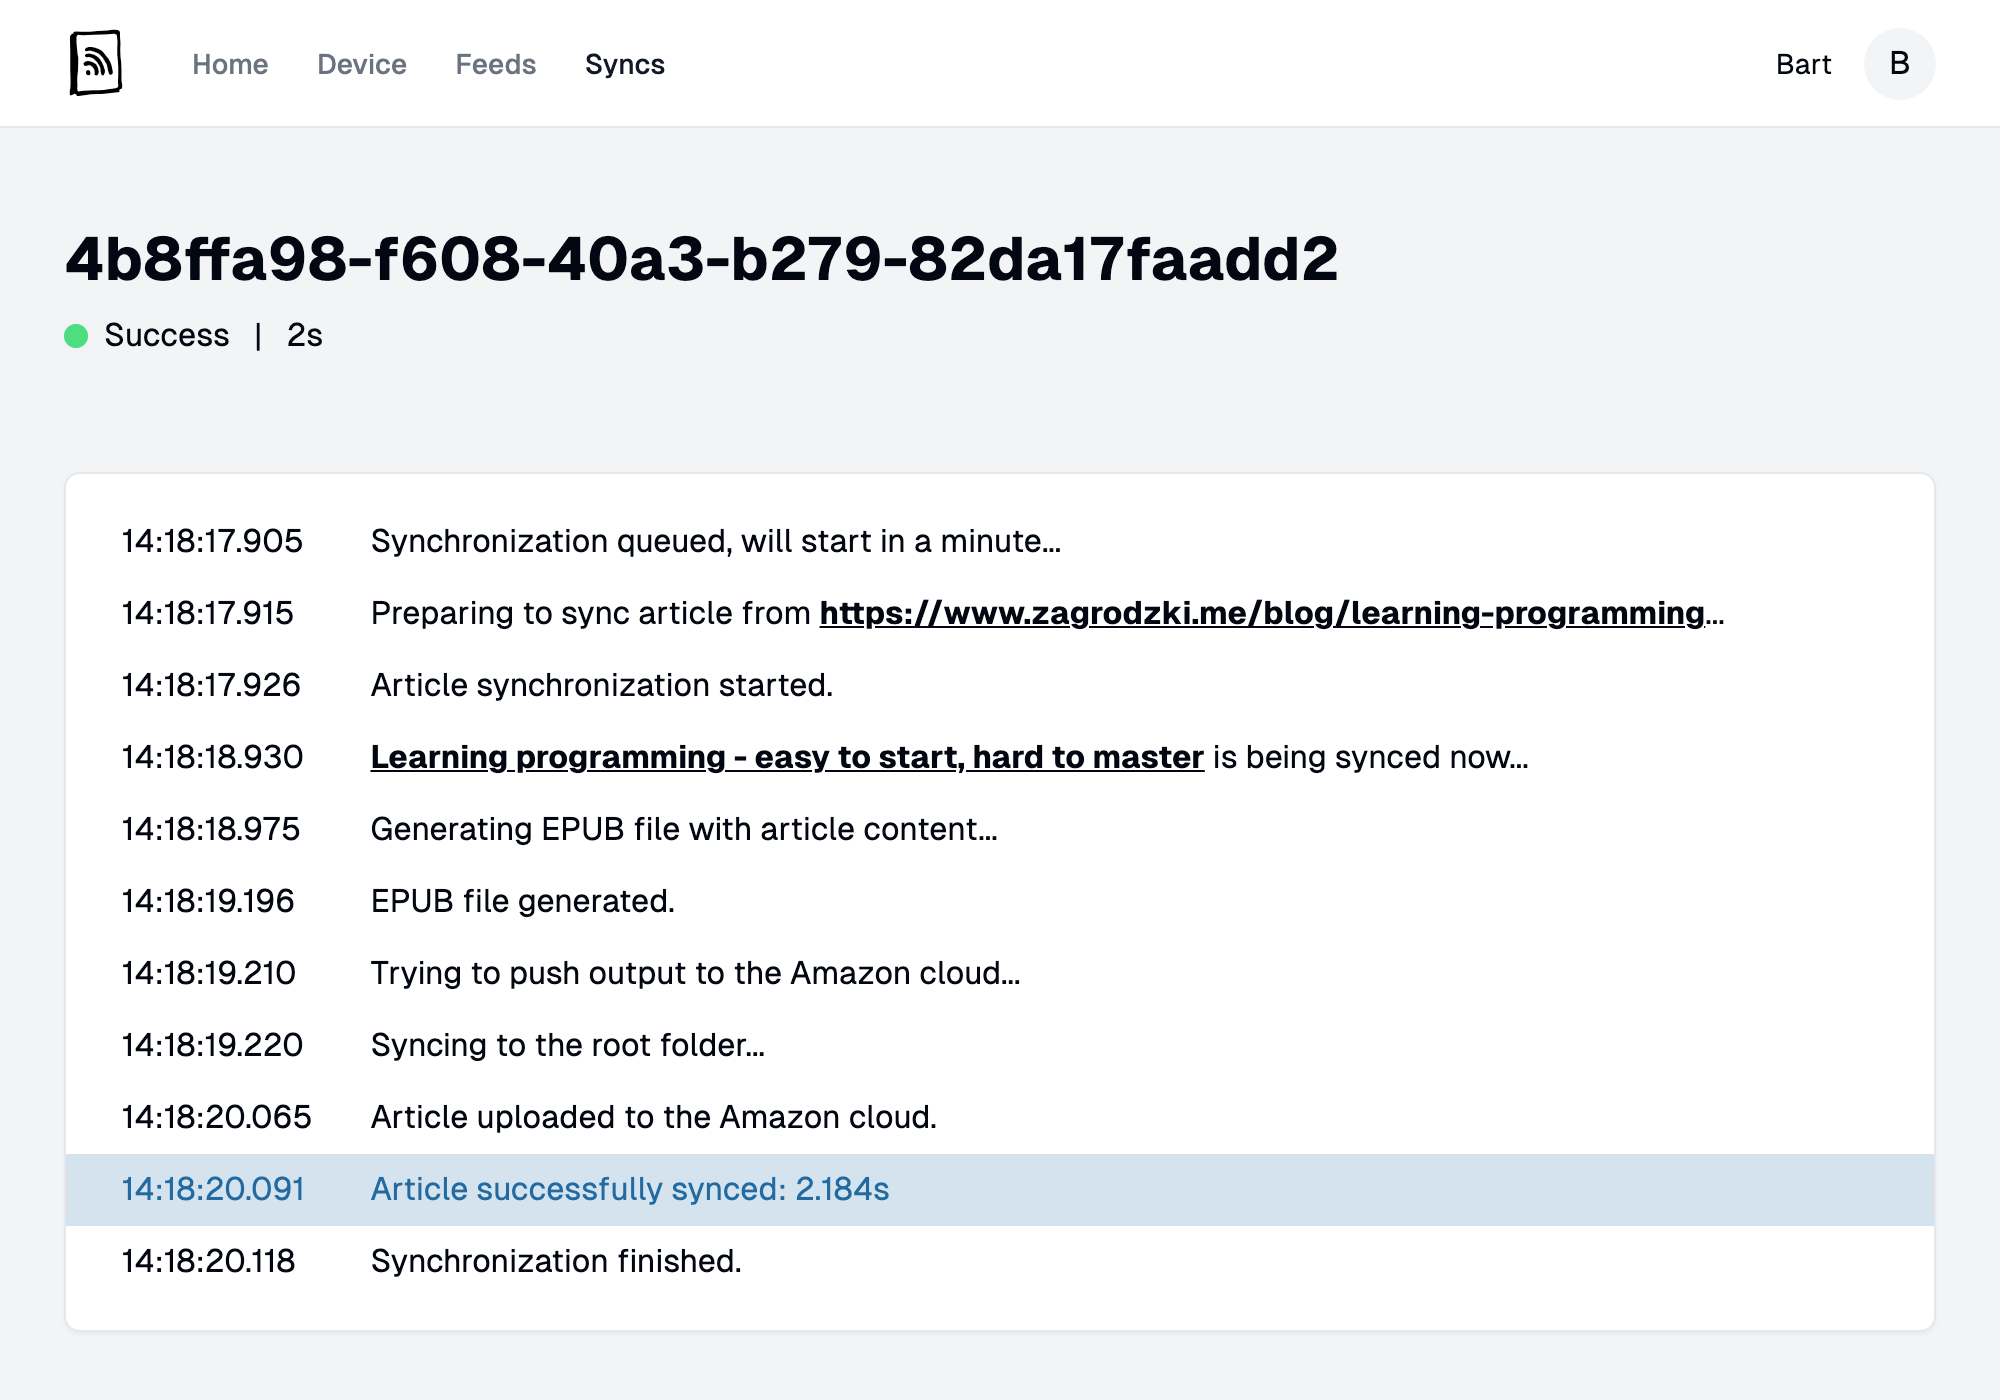 Home Device Feeds Syncs Bart B
4b8ffa98-f608-40a3-b279-82da17faadd2
Success | 2s
14:18:17.905 Synchronization queued, will start in a minute...
14:18:17.915 Preparing to sync article from https://www.zagrodzki.me/blog/learning-programming...
14:18:17.926 Article synchronization started.
14:18:18.930 Learning programming - easy to start, hard to master is being synced now...
14:18:18.975 Generating EPUB file with article content...
14:18:19.196 EPUB file generated.
14:18:19.210 Trying to push output to the Amazon cloud...
14:18:19.220 Syncing to the root folder...
14:18:20.065 Article uploaded to the Amazon cloud.
14:18:20.091 Article successfully synced: 2.184s
14:18:20.118 Synchronization finished.